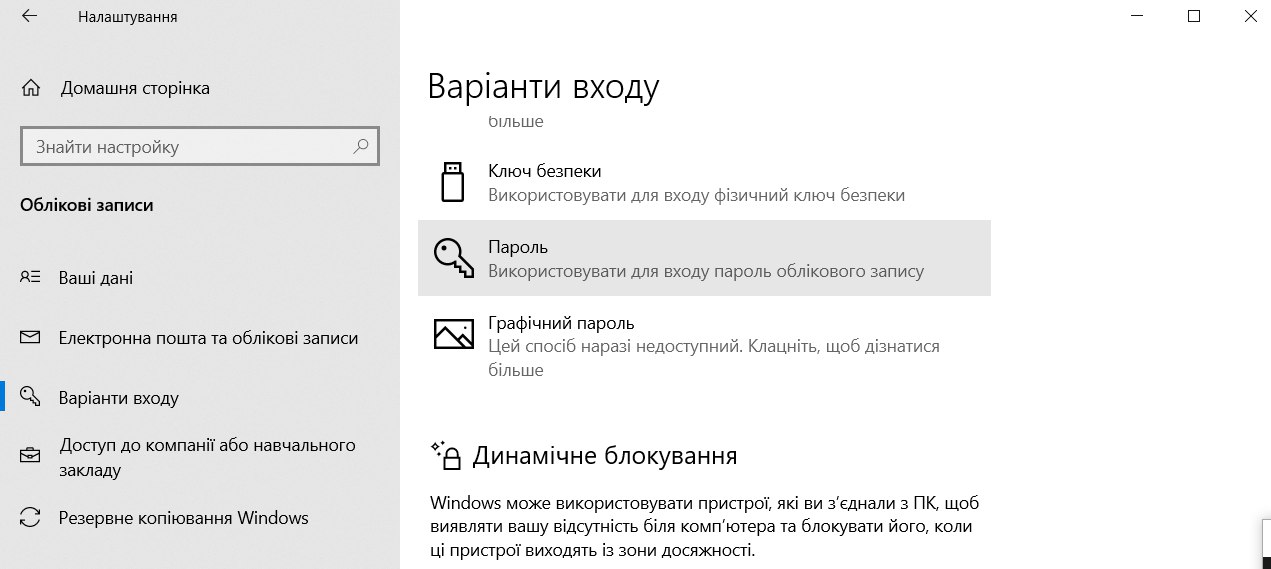 Налаштування
Домашня сторінка
Знайти настройку
Облікові записи
Ваші дані
Електронна пошта та облікові записи
Варіанти входу
Доступ до компанії або навчального
закладу
Резервне копіювання Windows
Варіанти входу
більше
Ключ безпеки
Використовувати для входу фізичний ключ безпеки
Пароль
Використовувати для входу пароль облікового запису
Графічний пароль
Цей спосіб наразі недоступний. Клацніть, щоб дізнатися
більше
Динамічне блокування
Windows може використовувати пристрої, які ви з’єднали з ПК, щоб
виявляти вашу відсутність біля комп’ютера та блокувати його, коли
ці пристрої виходять із зони досяжності.